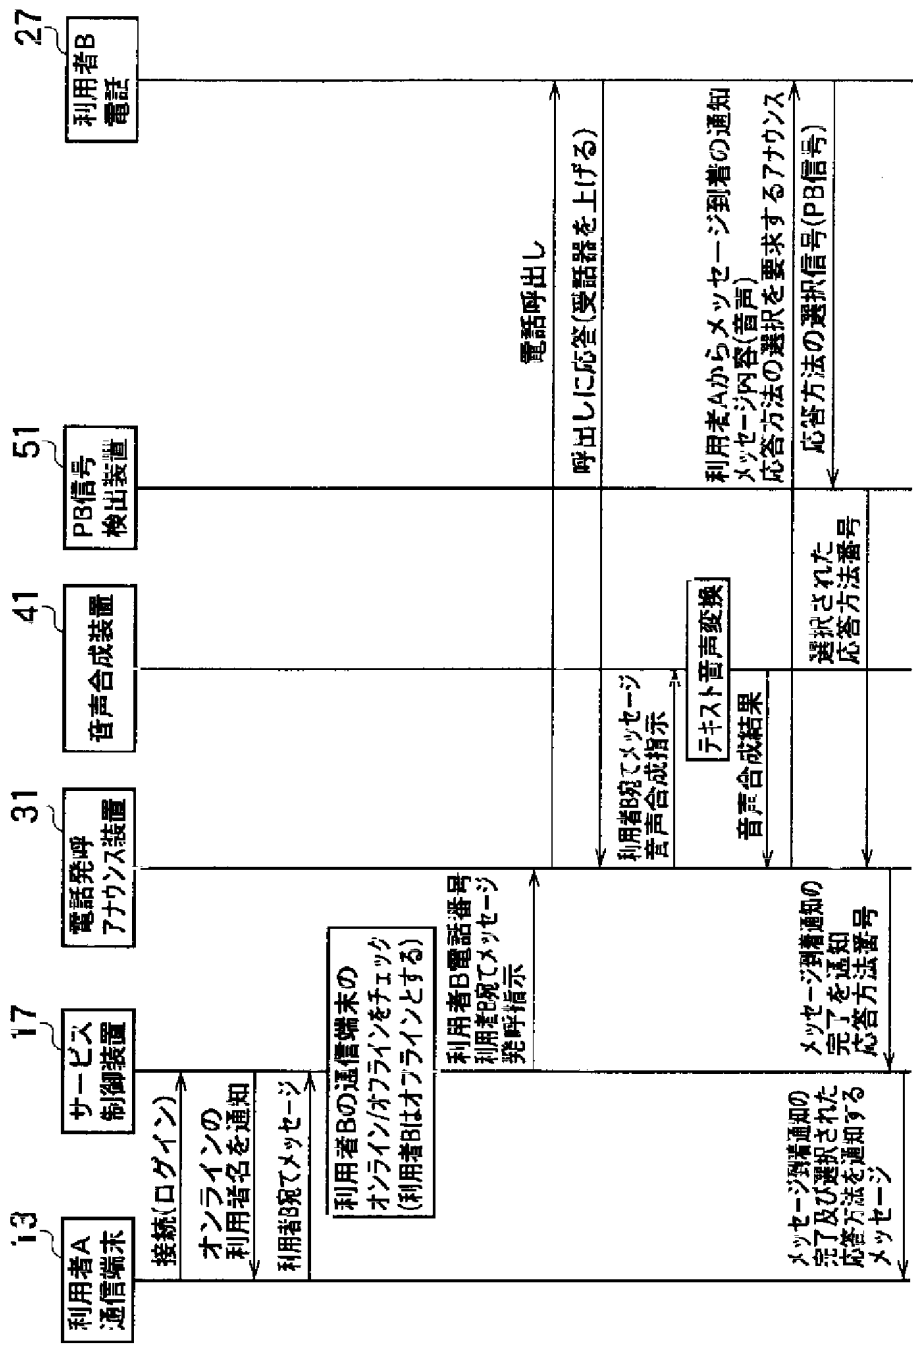 13
利用者A
通信端末
17
サービス
制御装置
31
電話発呼
アナウンス装置
41
音声合成装置
51
PB信号
検出装置
27
利用者B
電話
接続(ログイン)
オンラインの
利用者名を通知
利用者B宛てメッセージ
利用者Bの通信端末の
オンライン/オフラインをチェック
(利用者Bはオフラインとする)
利用者B電話番号
利用者B宛てメッセージ
発呼指示
電話呼出し
呼出しに応答(受話器を上げる)
利用者B宛てメッセージ
音声合成指示
テキスト音声変換
音声合成結果
利用者Aからメッセージ到着の通知
メッセージ内容(音声)
応答方法の選択を要求するアナウンス
応答方法の選択信号(PB信号)
選択された
応答方法番号
メッセージ到着通知の
完了を通知
応答方法番号
メッセージ到着通知の
完了及び選択された
応答方法を通知する
メッセージ